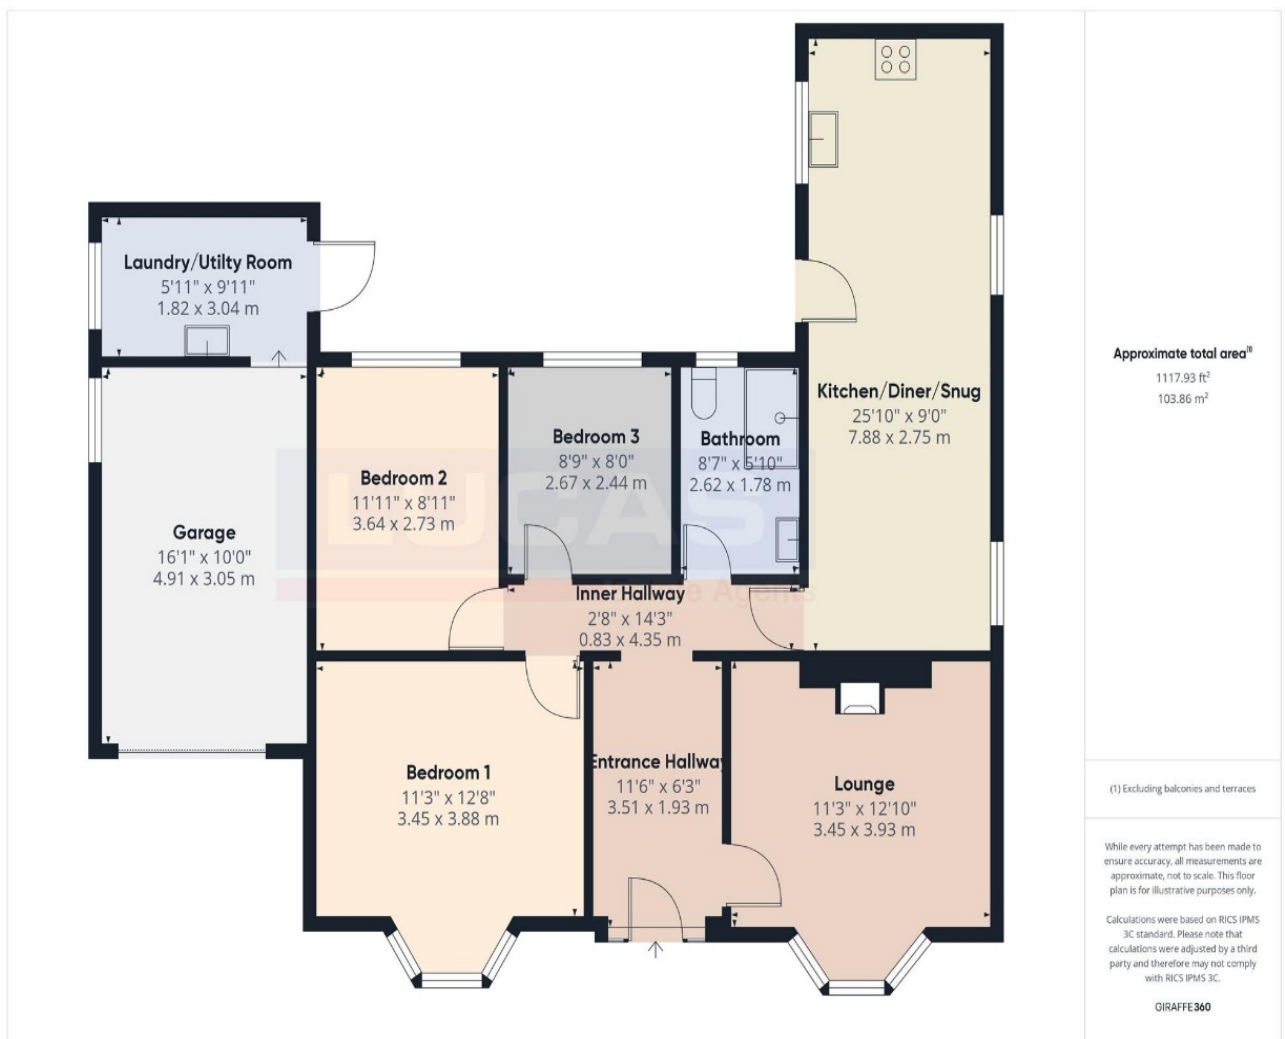 Laundry/Utilty Room
5'11" x 9'11"
1.82 x 3.04 m
Kitchen/Diner/Snug
25'10" x 9'0"
7.88 x 2.75 m
Bedroom 3
8'9" x 8'0"
2.67 x 2.44 m
Bathroom
8'7" x 5'10"
2.62 x 1.78 m
Bedroom 2
11'11" x 8'11"
3.64 x 2.73 m
LUCAS
Garage
16'1" x 10'0"
4.91 x 3.05 m
Agents
Inner Hallway
2'8" x 14'3"
0.83 x 4.35 m
Bedroom 1
11'3" x 12'8"
3.45 x 3.88 m
Entrance Hallway
11'6" x 6'3"
3.51 x 1.93 m
Lounge
11'3" x 12'10"
3.45 x 3.93 m
Approximate total area(1)
1117.93 ft²
103.86 m²
(1) Excluding balconies and terraces
While every attempt has been made to
ensure accuracy, all measurements are
approximate, not to scale. This floor
plan is for illustrative purposes only.
Calculations were based on RICS IPMS
3C standard. Please note that
calculations were adjusted by a third
party and therefore may not comply
with RICS IPMS 3C.
GIRAFFE360